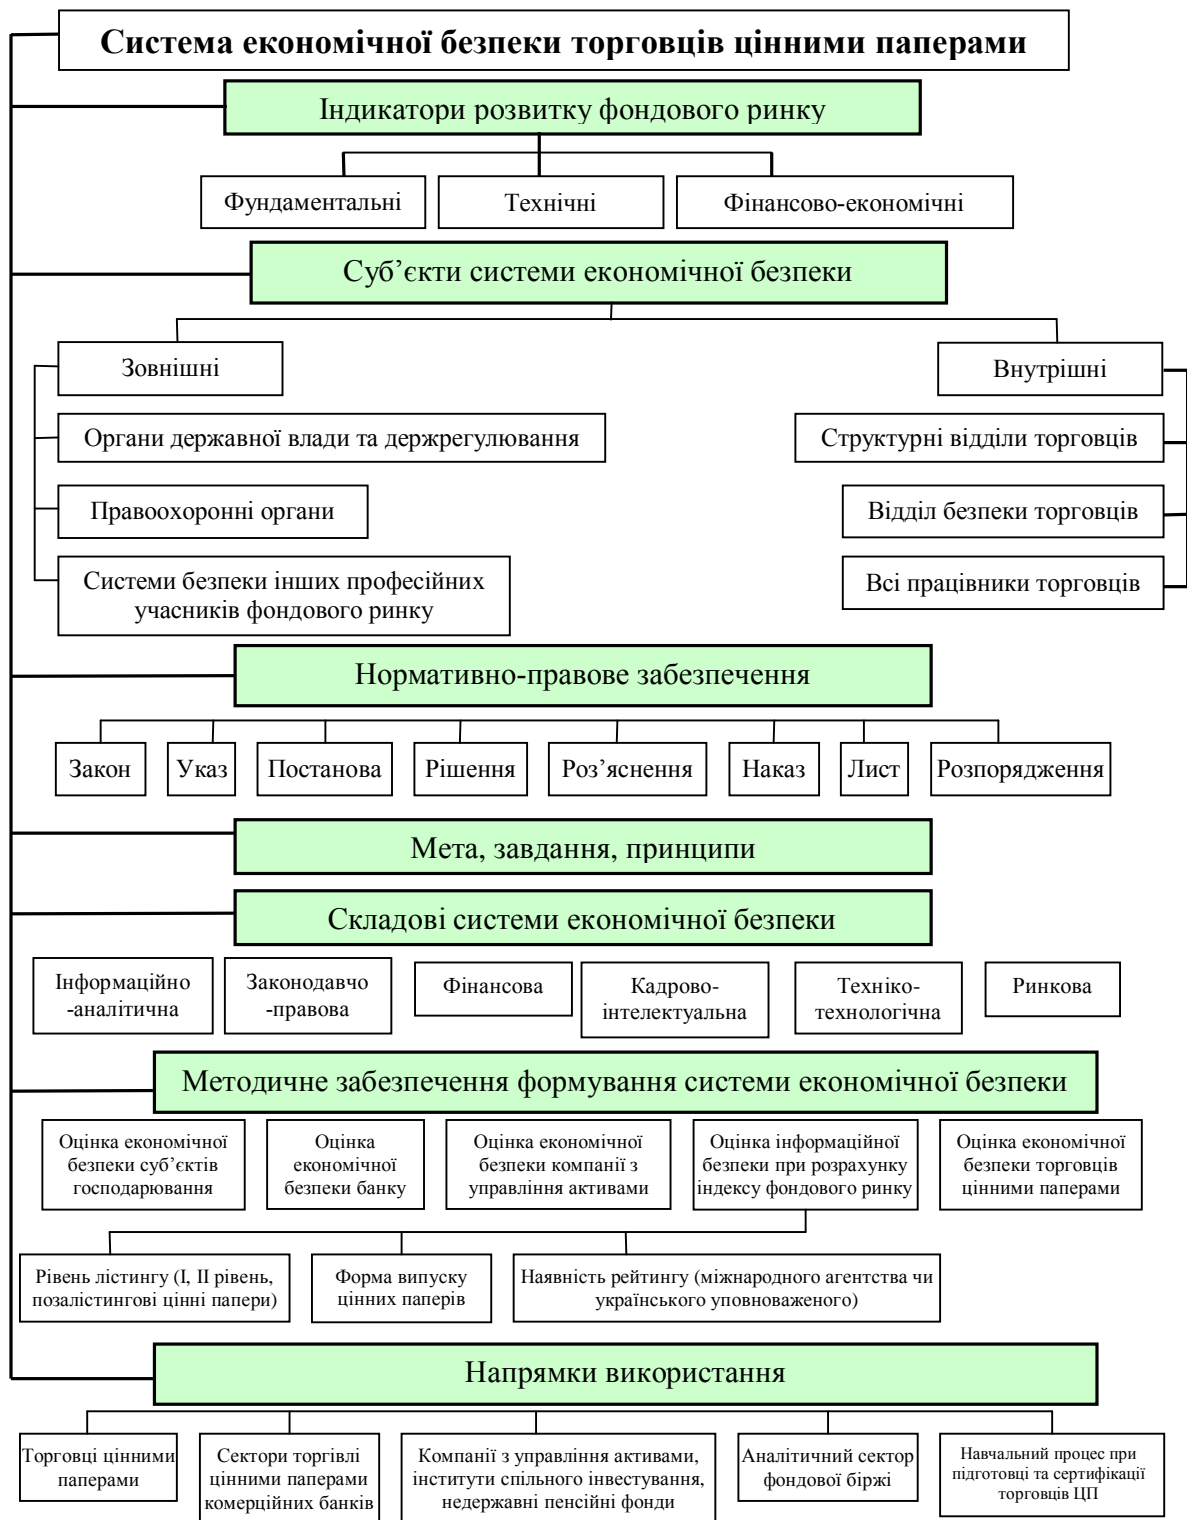 Система економічної безпеки торговців цінними паперами
Індикатори розвитку фондового ринку
Фундаментальні
Технічні
Фінансово-економічні
Суб’єкти системи економічної безпеки
Зовнішні
Внутрішні
Органи державної влади та держрегулювання
Структурні відділи торговців
Правоохоронні органи
Відділ безпеки торговців
Системи безпеки інших професійних
учасників фондового ринку
Всі працівники торговців
Нормативно-правове забезпечення
Закон
Указ
Постанова
Рішення
Роз’яснення
Наказ
Лист
Розпорядження
Мета, завдання, принципи
Складові системи економічної безпеки
Інформаційно
-аналітична
Законодавчо
-правова
Фінансова
Кадрово-
інтелектуальна
Техніко-
технологічна
Ринкова
Методичне забезпечення формування системи економічної безпеки
Оцінка економічної
безпеки суб’єктів
господарювання
Оцінка
економічної
безпеки банку
Оцінка економічної
безпеки компанії з
управління активами
Оцінка інформаційної
безпеки при розрахунку
індексу фондового ринку
Оцінка економічної
безпеки торговців
цінними паперами
Рівень лістингу (І, ІІ рівень,
позалістингові цінні папери)
Форма випуску
цінних паперів
Наявність рейтингу (міжнародного агентства чи
українського уповноваженого)
Напрямки використання
Торговці цінними
паперами
Сектори торгівлі
цінними паперами
комерційних банків
Компанії з управління активами,
інститути спільного інвестування,
недержавні пенсійні фонди
Аналітичний сектор
фондової біржі
Навчальний процес при
підготовці та сертифікації
торговців ЦП